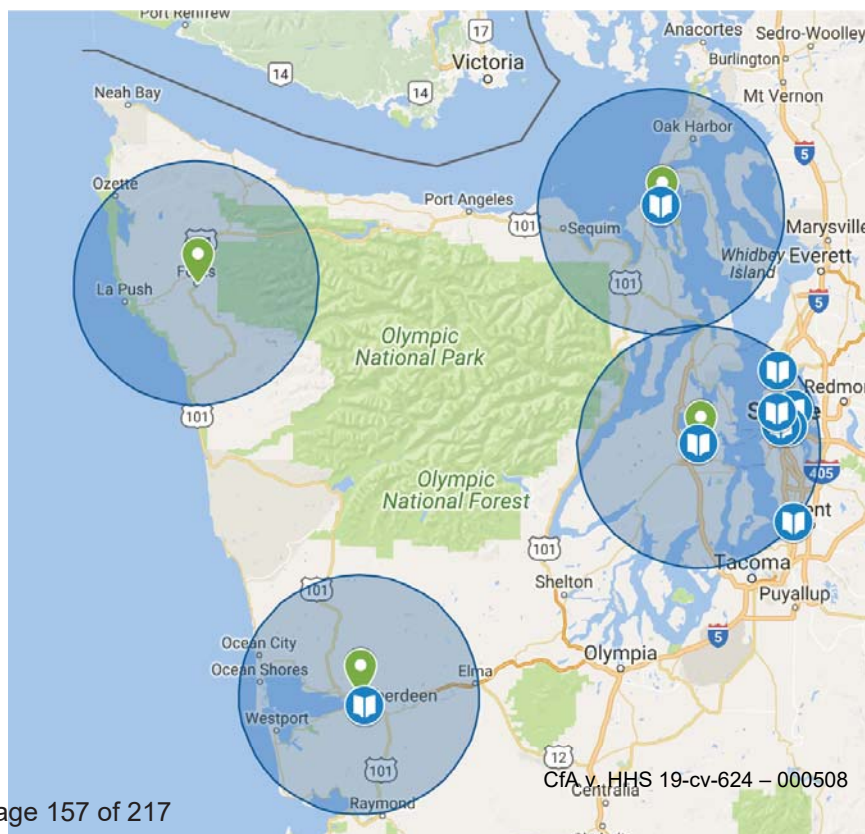 Port Renfrew
17
Victoria
14
14
Anacortes
Sedro-Woolley
Burlington
Mt Vernon
Neah Bay
Oak Harbor
5
Ozette
Port Angeles
101
Sequim
Marysville
Whidbey
Island
Everett
101
La Push
101
5
Olympic
National Park
Redmo
101
405
Olympic
National Forest
ent
101
Tacoma
Shelton
Puyallup
101
5
Ocean City
Olympia
Ocean Shores
Elma
erdeen
Westport
12
101
CfA v. HHS 19-cv-624 – 000508
Centralia
age 157 of 217
Raymond